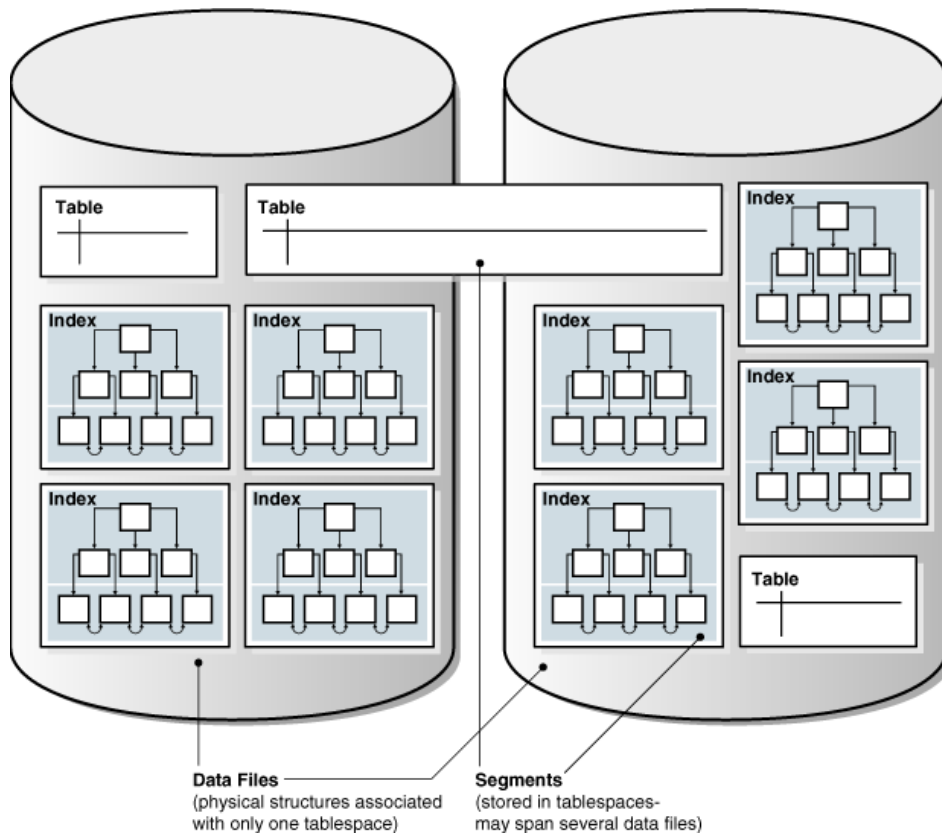 Table
Table
Index
Index
Index
Index
Index
Index
Index
Index
Table
Data Files
(physical structures associated
with only one tablespace)
Segments
(stored in tablespaces-
may span several data files)